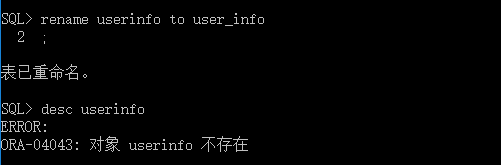 SQL> rename userinfo to user_info
2 ;
表已重命名。
SQL> desc userinfo
ERROR:
ORA-04043: 对象 userinfo 不存在